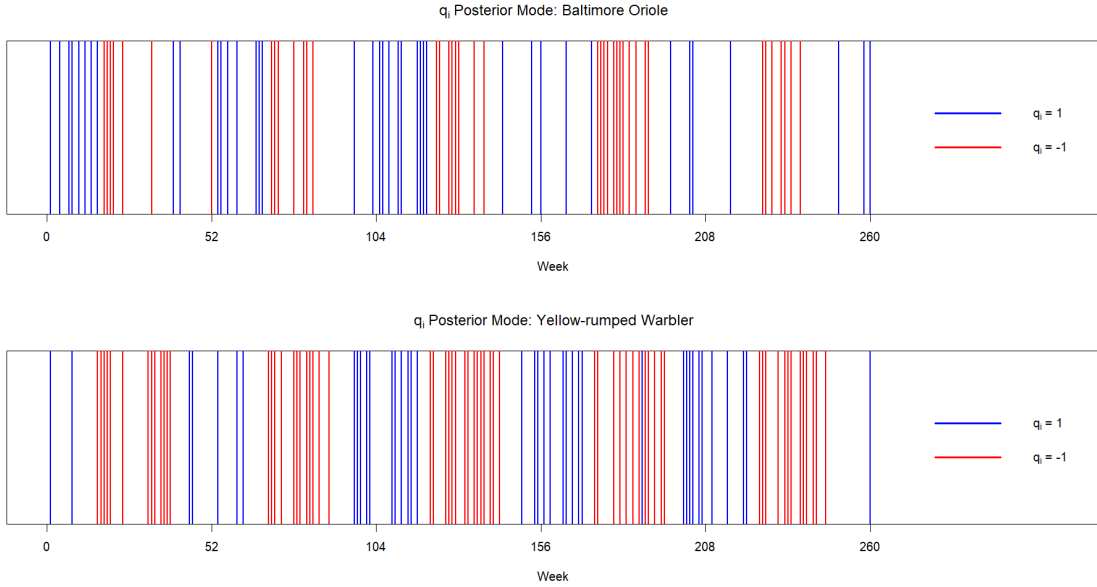 qᵢ Posterior Mode: Baltimore Oriole
qᵢ = 1
qᵢ = -1
0 52 104 156 208 260
Week
qᵢ Posterior Mode: Yellow-rumped Warbler
qᵢ = 1
qᵢ = -1
0 52 104 156 208 260
Week